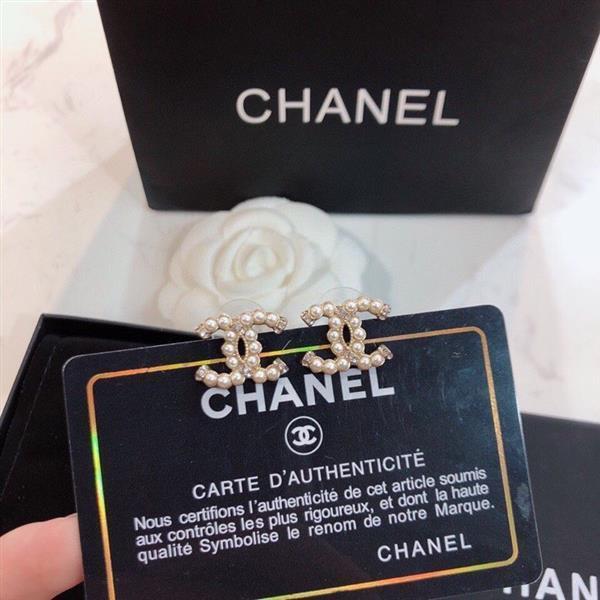 CHANEL
CHANEL
CARTE D'AUTHENTICITÉ
Nous certifions l'authenticité de cet article soumis
aux contrôles les plus rigoureux, et dont la haute
qualité Symbolise le renom de notre Marque.
CHANEL
AN